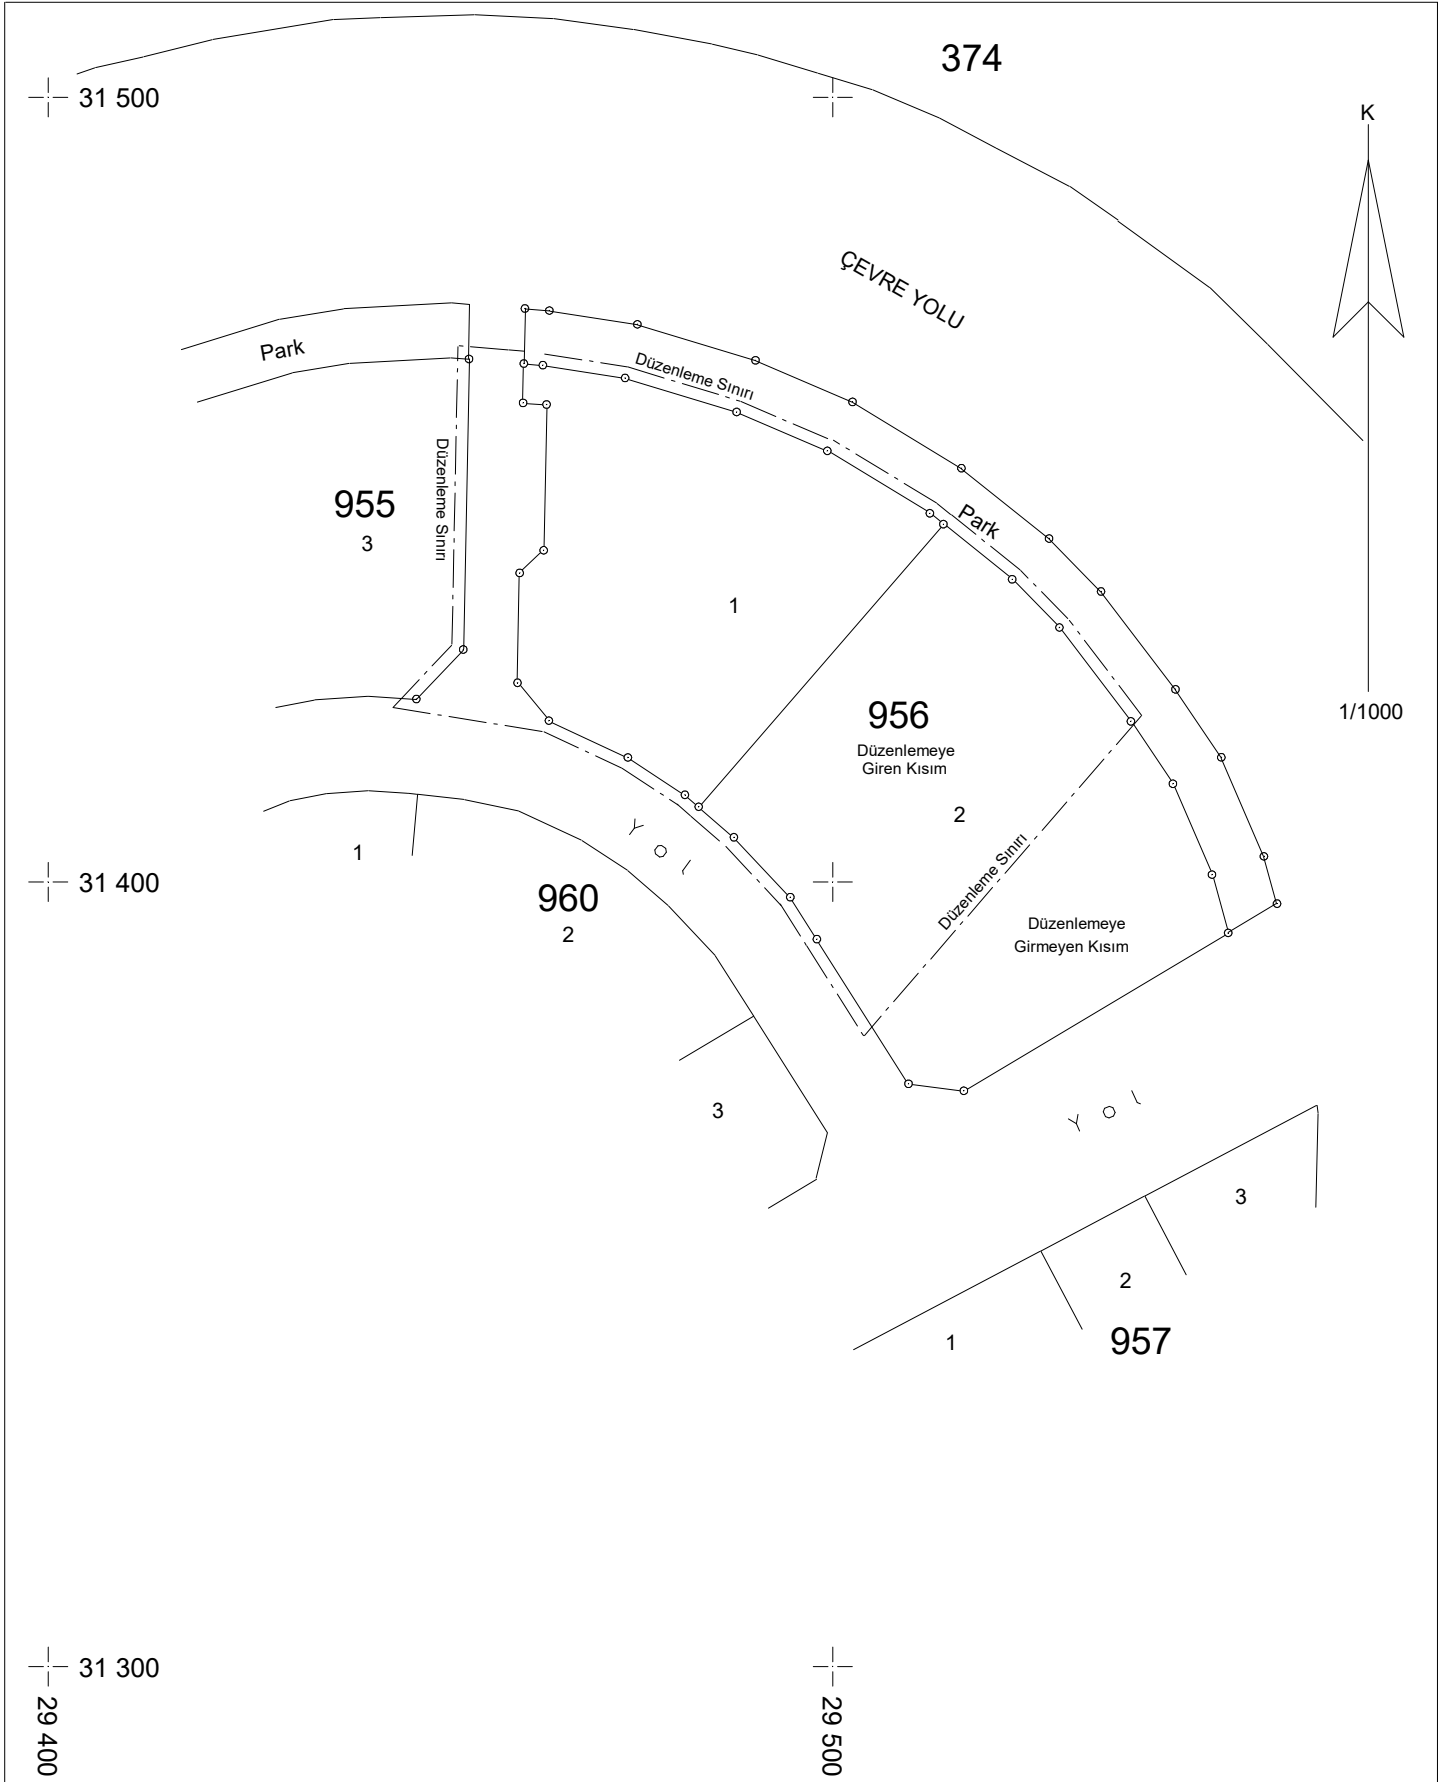 374
31 500
K
ÇEVRE YOLU
Park
Düzenleme Sınırı
955
3
Düzenleme Sınırı
Park
1
956
Düzenlemeye
Giren Kısım
2
1/1000
Yol
1
31 400
960
2
Düzenleme Sınırı
Düzenlemeye
Girmeyen Kısım
3
Yol
3
2
1
957
31 300
29 400
29 500